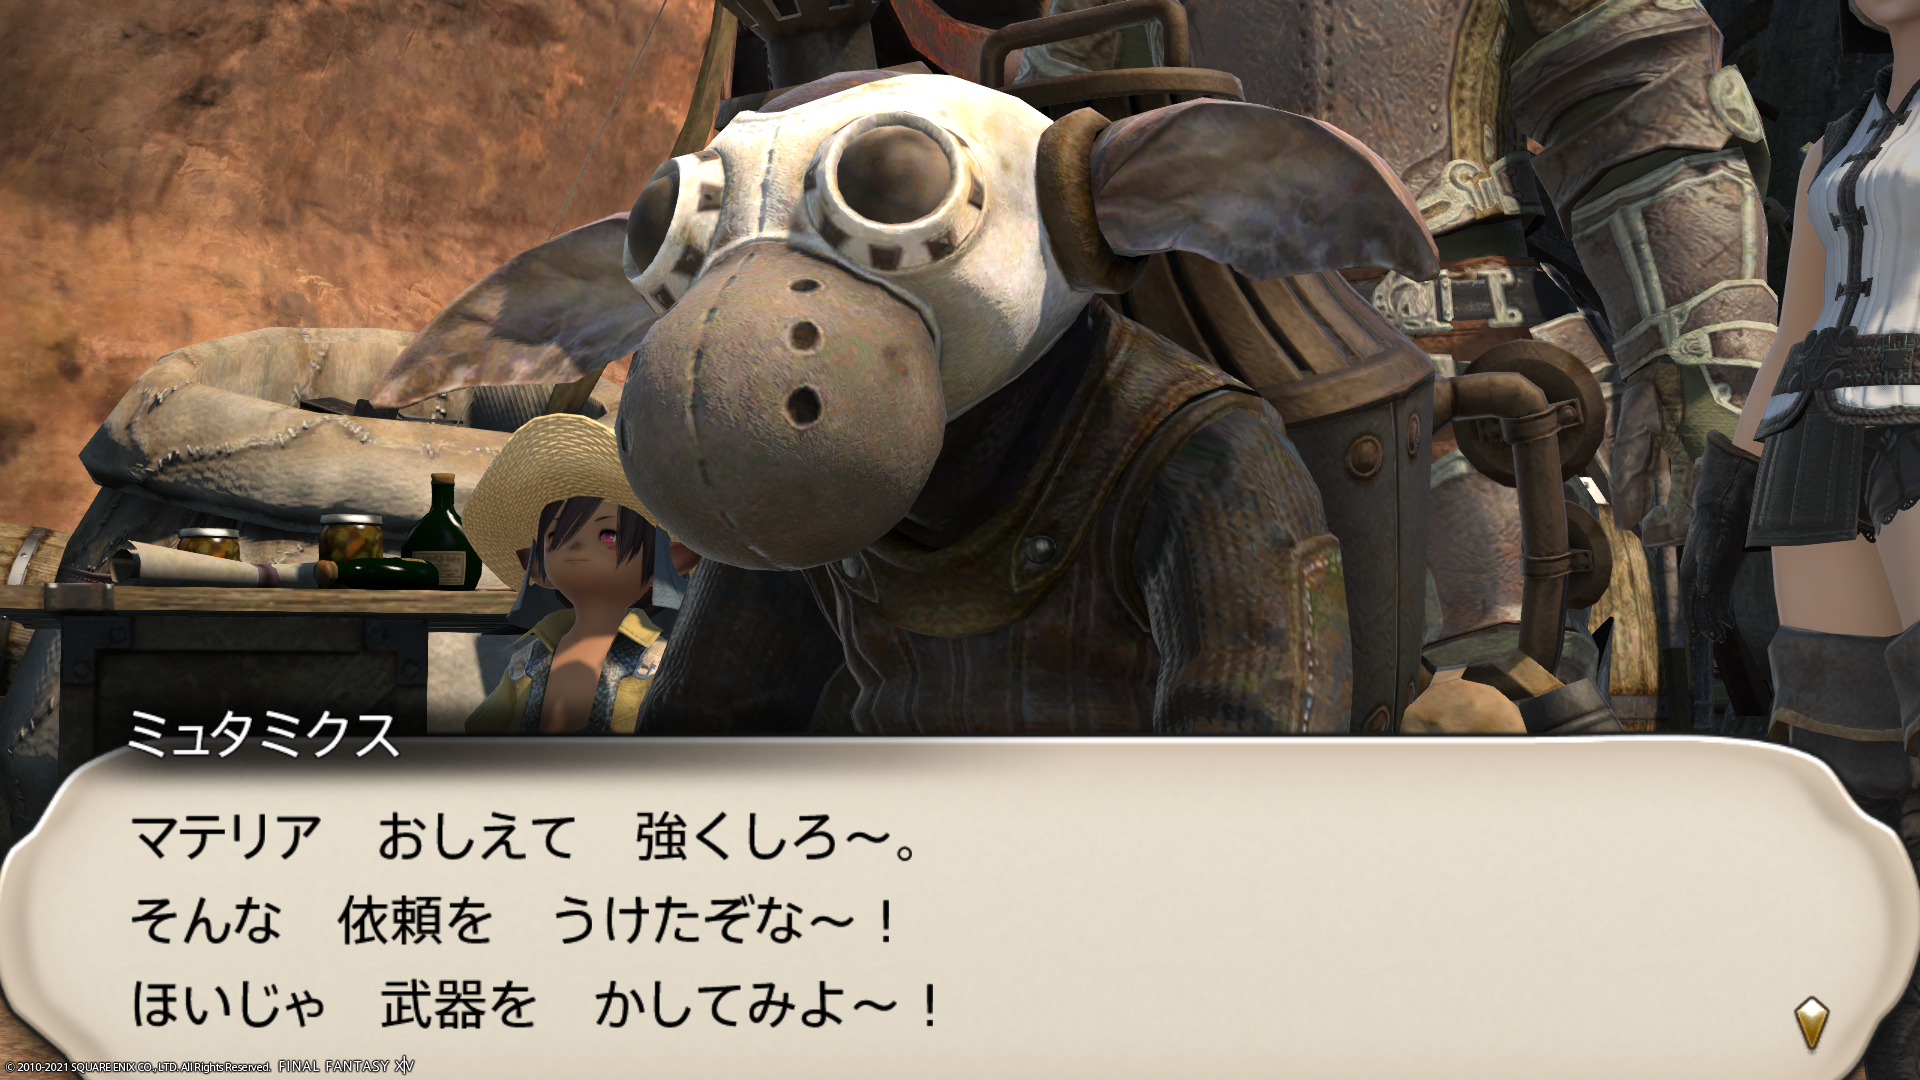 ミュタミクス
マテリア　おしえて　強くしろ～。
そんな　依頼を　うけたぞな～！
ほいじゃ　武器を　かしてみよ～！
© 2010-2021 SQUARE ENIX CO., LTD. All Rights Reserved. FINAL FANTASY XIV